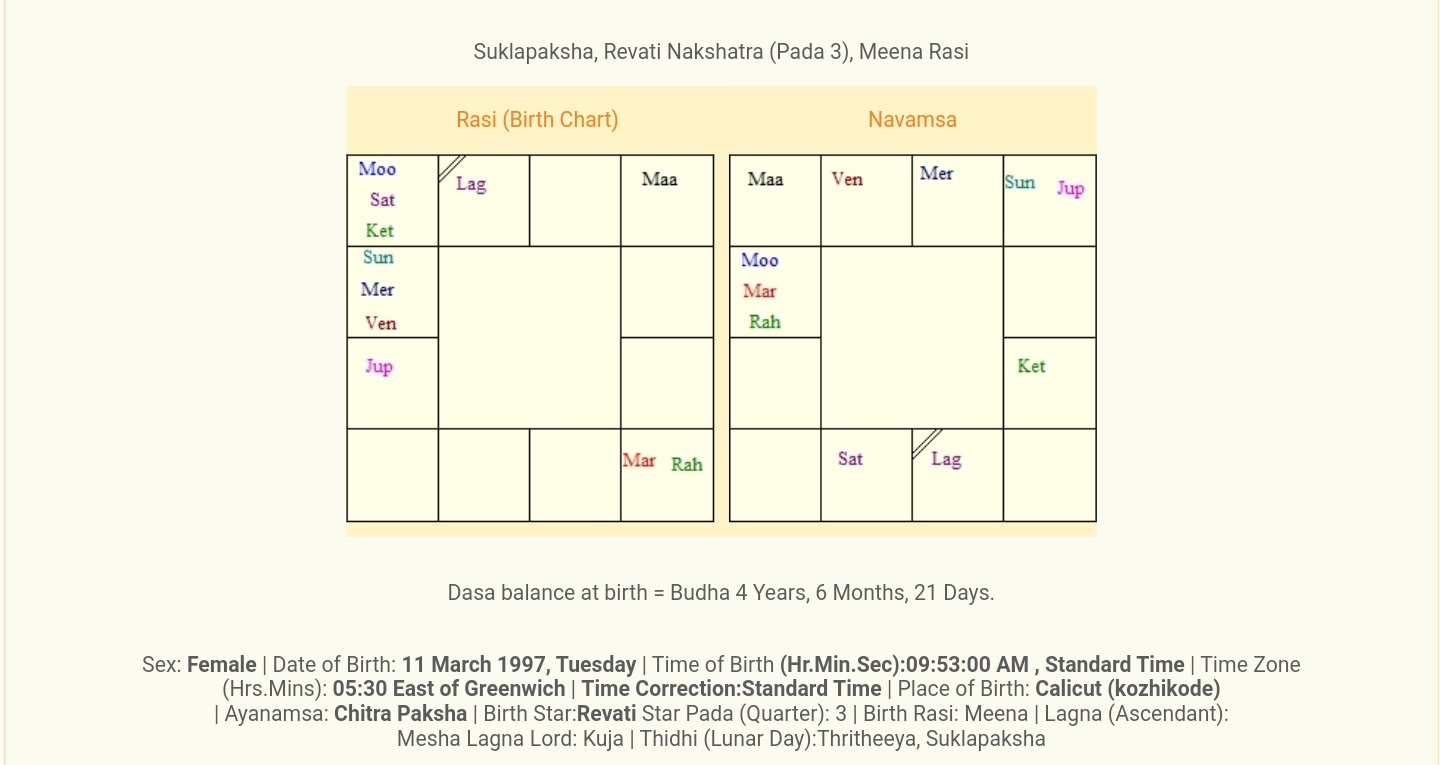 Suklapaksha, Revati Nakshatra (Pada 3), Meena Rasi
Rasi (Birth Chart)
Navamsa
Moo
Sat
Ket
Lag
Maa
Sun
Mer
Ven
Jup
Mar Rah
Maa
Ven
Mer
Sun Jup
Moo
Mar
Rah
Ket
Sat
Lag
Dasa balance at birth = Budha 4 Years, 6 Months, 21 Days.
Sex: Female | Date of Birth: 11 March 1997, Tuesday | Time of Birth (Hr.Min.Sec):09:53:00 AM , Standard Time | Time Zone
(Hrs.Mins): 05:30 East of Greenwich | Time Correction:Standard Time | Place of Birth: Calicut (kozhikode)
| Ayanamsa: Chitra Paksha | Birth Star:Revati Star Pada (Quarter): 3 | Birth Rasi: Meena | Lagna (Ascendant):
Mesha Lagna Lord: Kuja | Thidhi (Lunar Day):Thritheeya, Suklapaksha